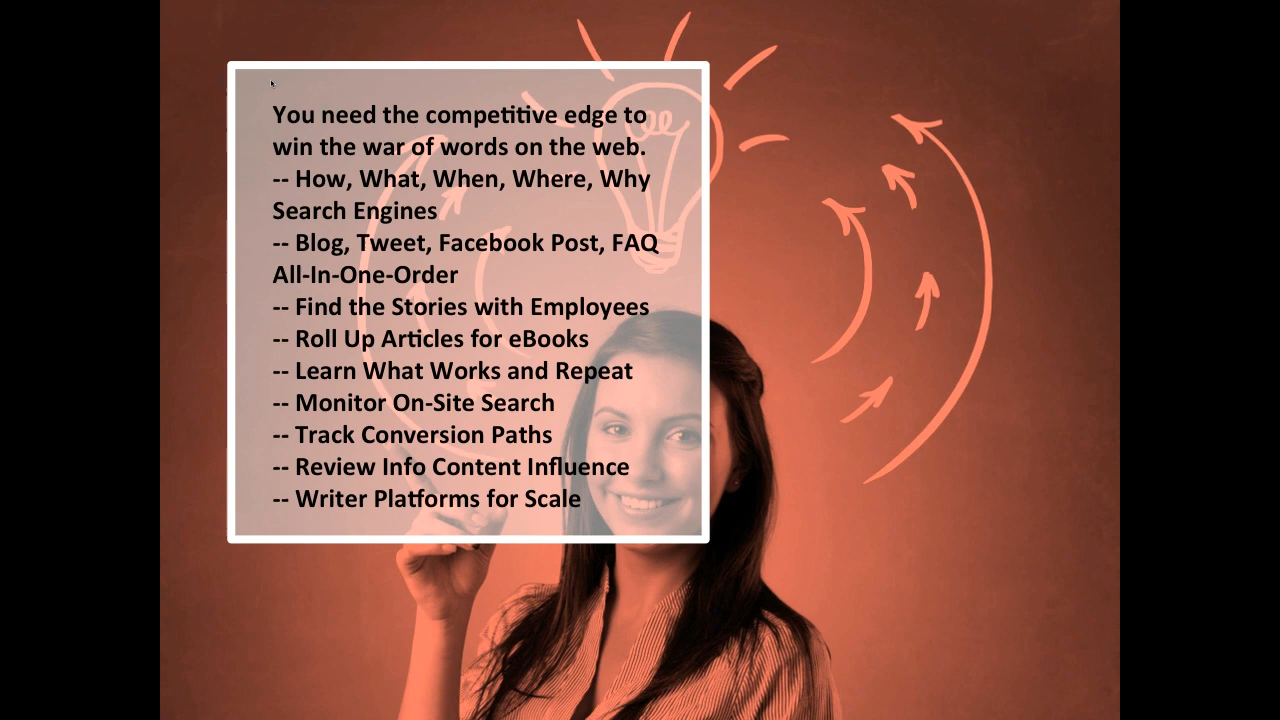 You need the competitive edge to
win the war of words on the web.
-- How, What, When, Where, Why
Search Engines
-- Blog, Tweet, Facebook Post, FAQ
All-In-One-Order
-- Find the Stories with Employees
-- Roll Up Articles for eBooks
-- Learn What Works and Repeat
-- Monitor On-Site Search
-- Track Conversion Paths
-- Review Info Content Influence
-- Writer Platforms for Scale